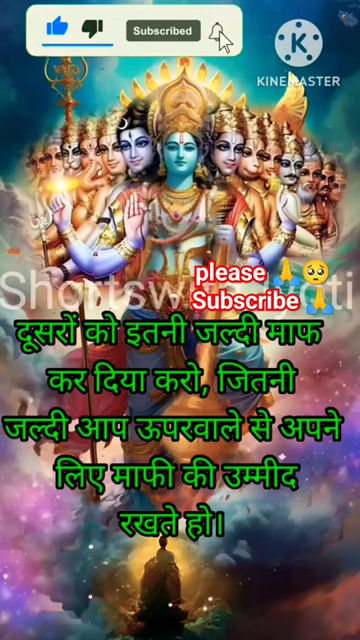 Subscribed
KINEMASTER
please 🙏🥺
Subscribe🙏
दूसरों को इतनी जल्दी माफ
कर दिया करो, जितनी
जल्दी आप ऊपरवाले से अपने
लिए माफी की उम्मीद
रखते हो।